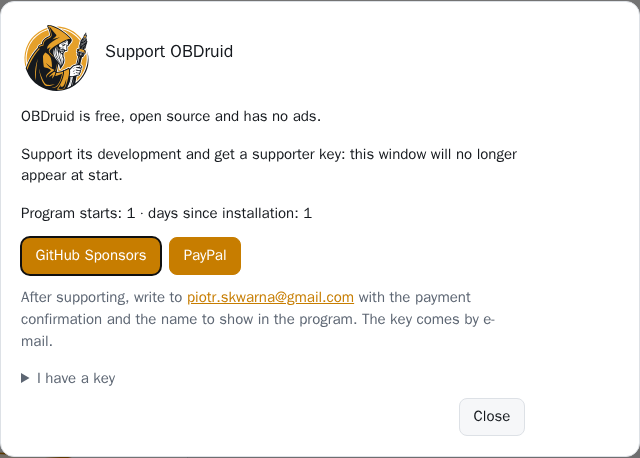 Support OBDruid
OBDruid is free, open source and has no ads.
Support its development and get a supporter key: this window will no longer
appear at start.
Program starts: 1 · days since installation: 1
GitHub Sponsors
PayPal
After supporting, write to piotr.skwarna@gmail.com with the payment
confirmation and the name to show in the program. The key comes by e-
mail.
I have a key
Close